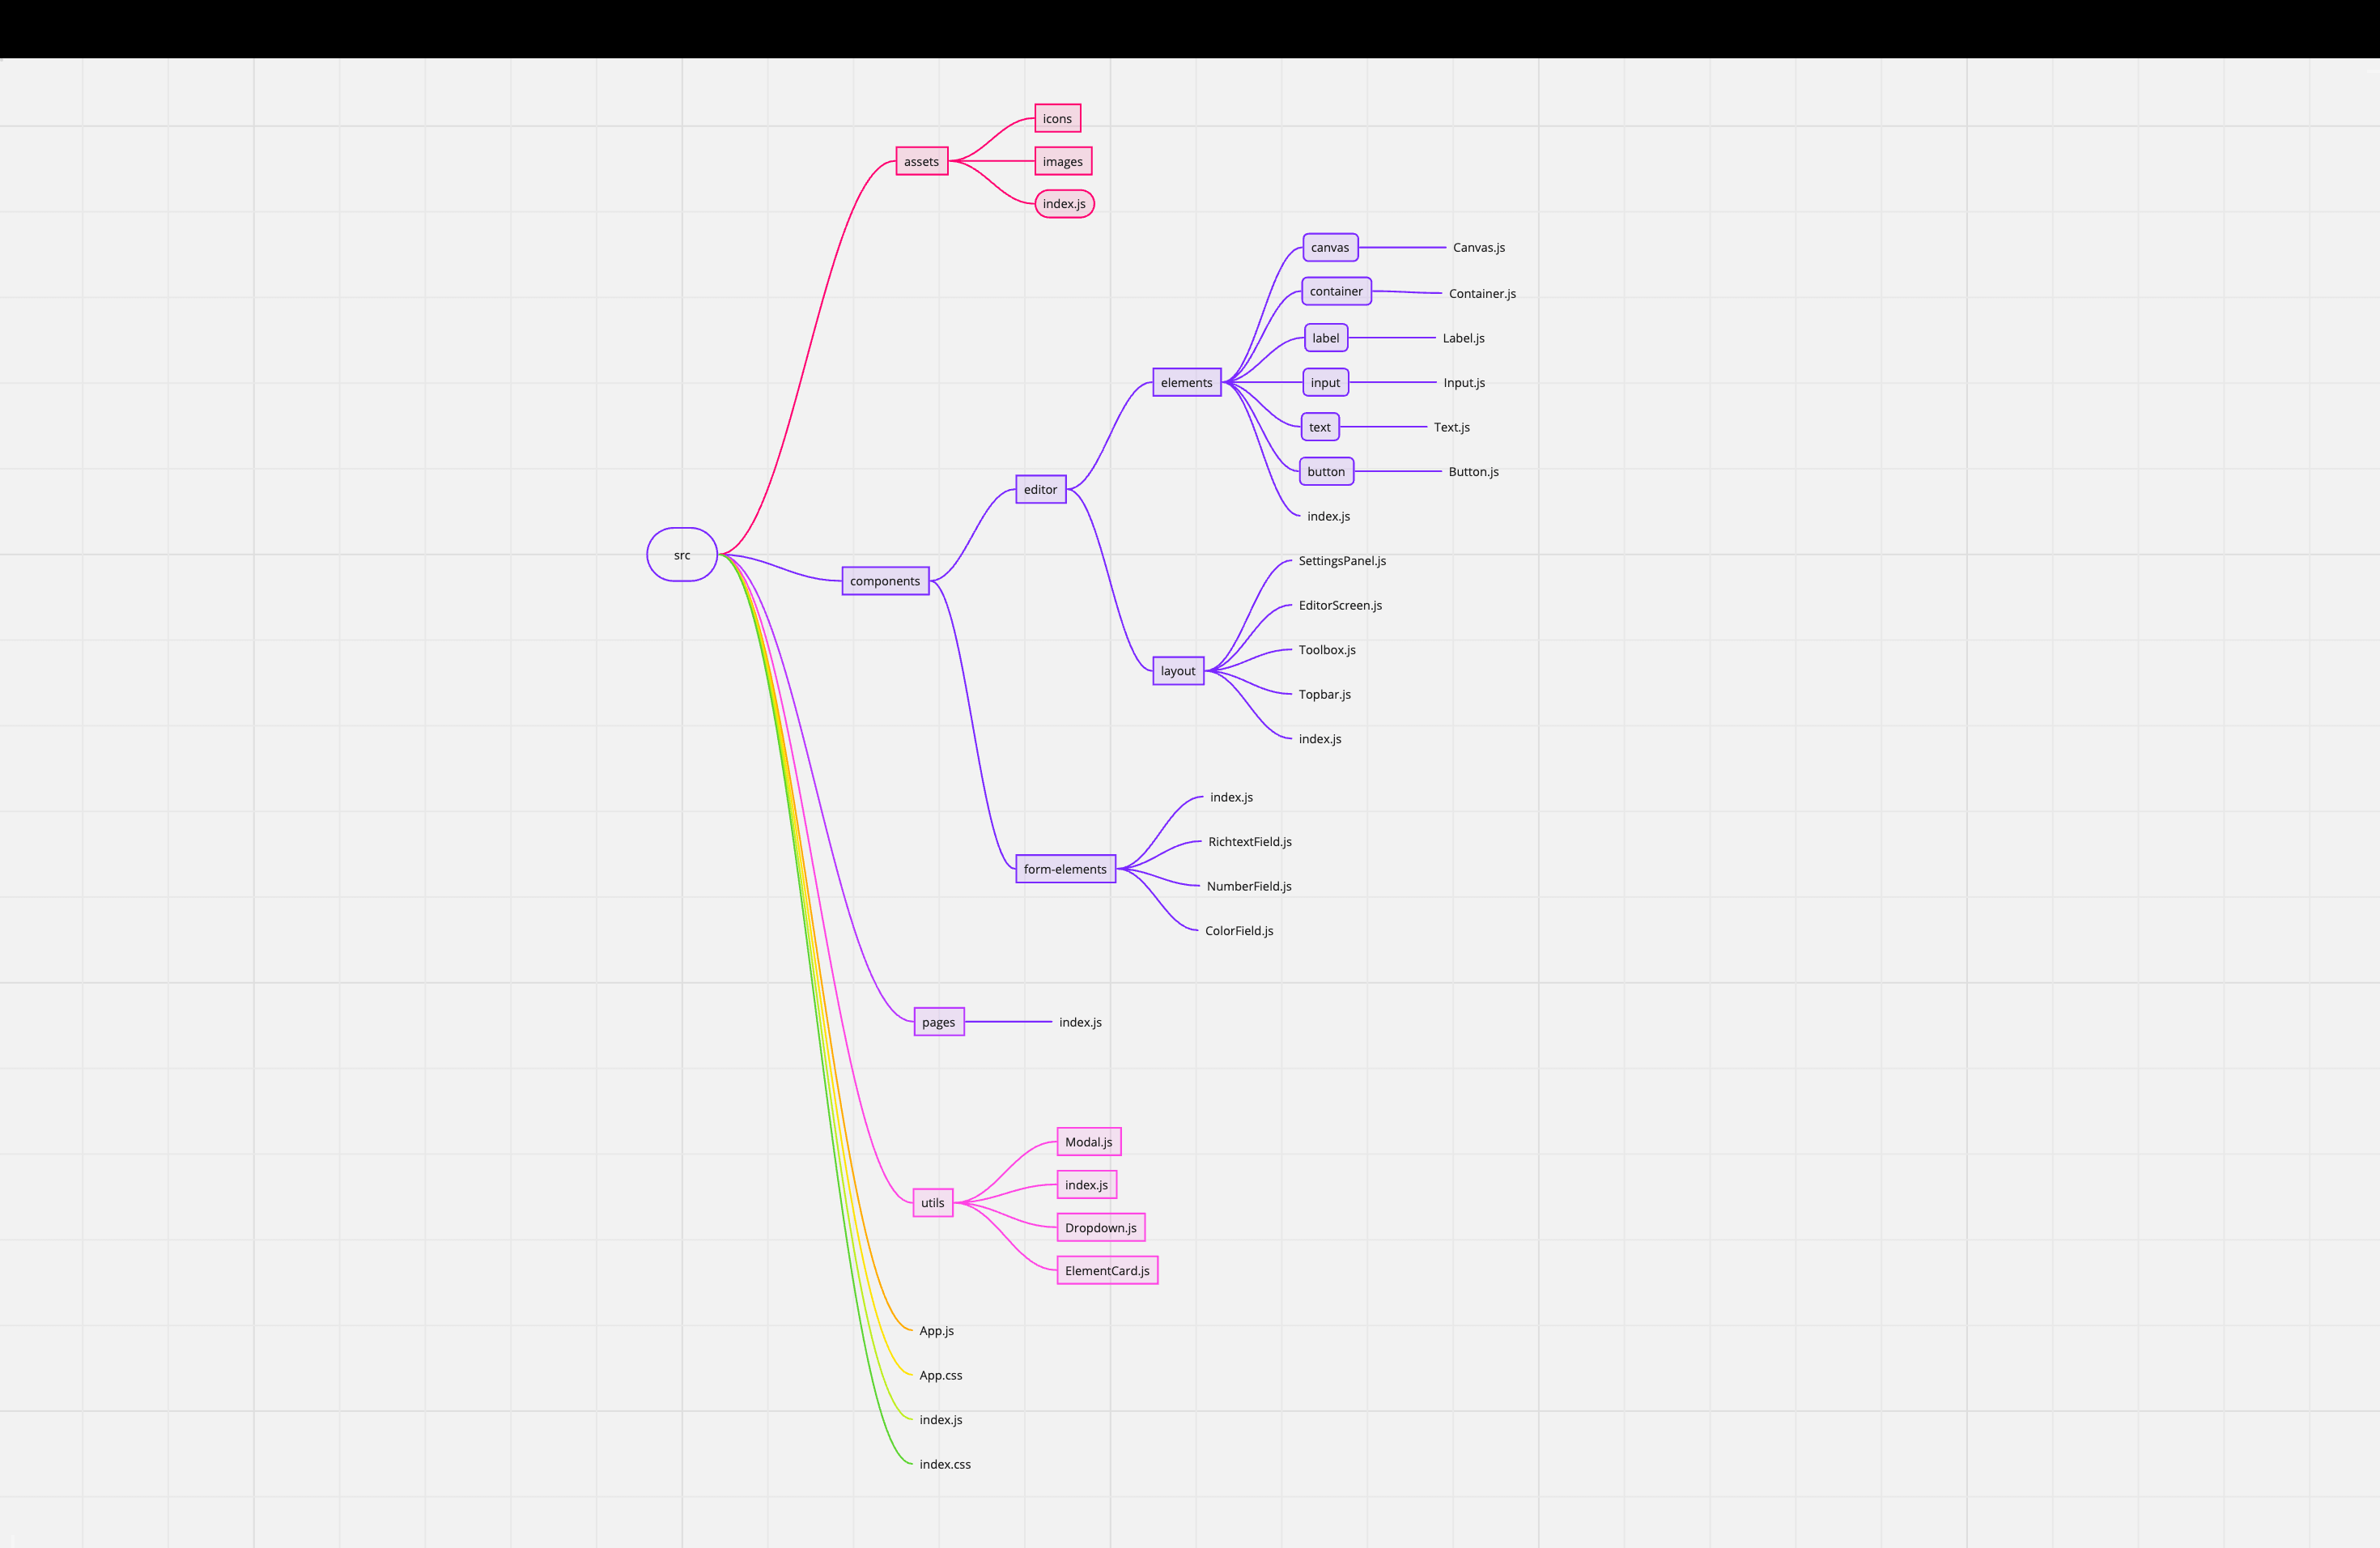 icons
assets
images
index.js
canvas
Canvas.js
container
Container.js
label
Label.js
elements
input
Input.js
text
Text.js
button
Button.js
editor
index.js
src
SettingsPanel.js
components
EditorScreen.js
Toolbox.js
layout
Topbar.js
index.js
index.js
RichtextField.js
form-elements
NumberField.js
ColorField.js
pages
index.js
Modal.js
index.js
utils
Dropdown.js
ElementCard.js
App.js
App.css
index.js
index.css